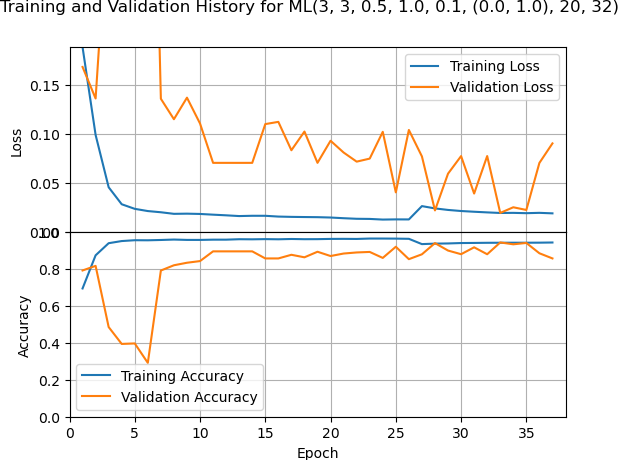 Training and Validation History for ML(3, 3, 0.5, 1.0, 0.1, (0.0, 1.0), 20, 32)
Training Loss
Validation Loss
0.15
0.10
0.05
0.00
Loss
1.0
0.8
0.6
0.4
0.2
0.0
Accuracy
Training Accuracy
Validation Accuracy
0 5 10 15 20 25 30 35
Epoch